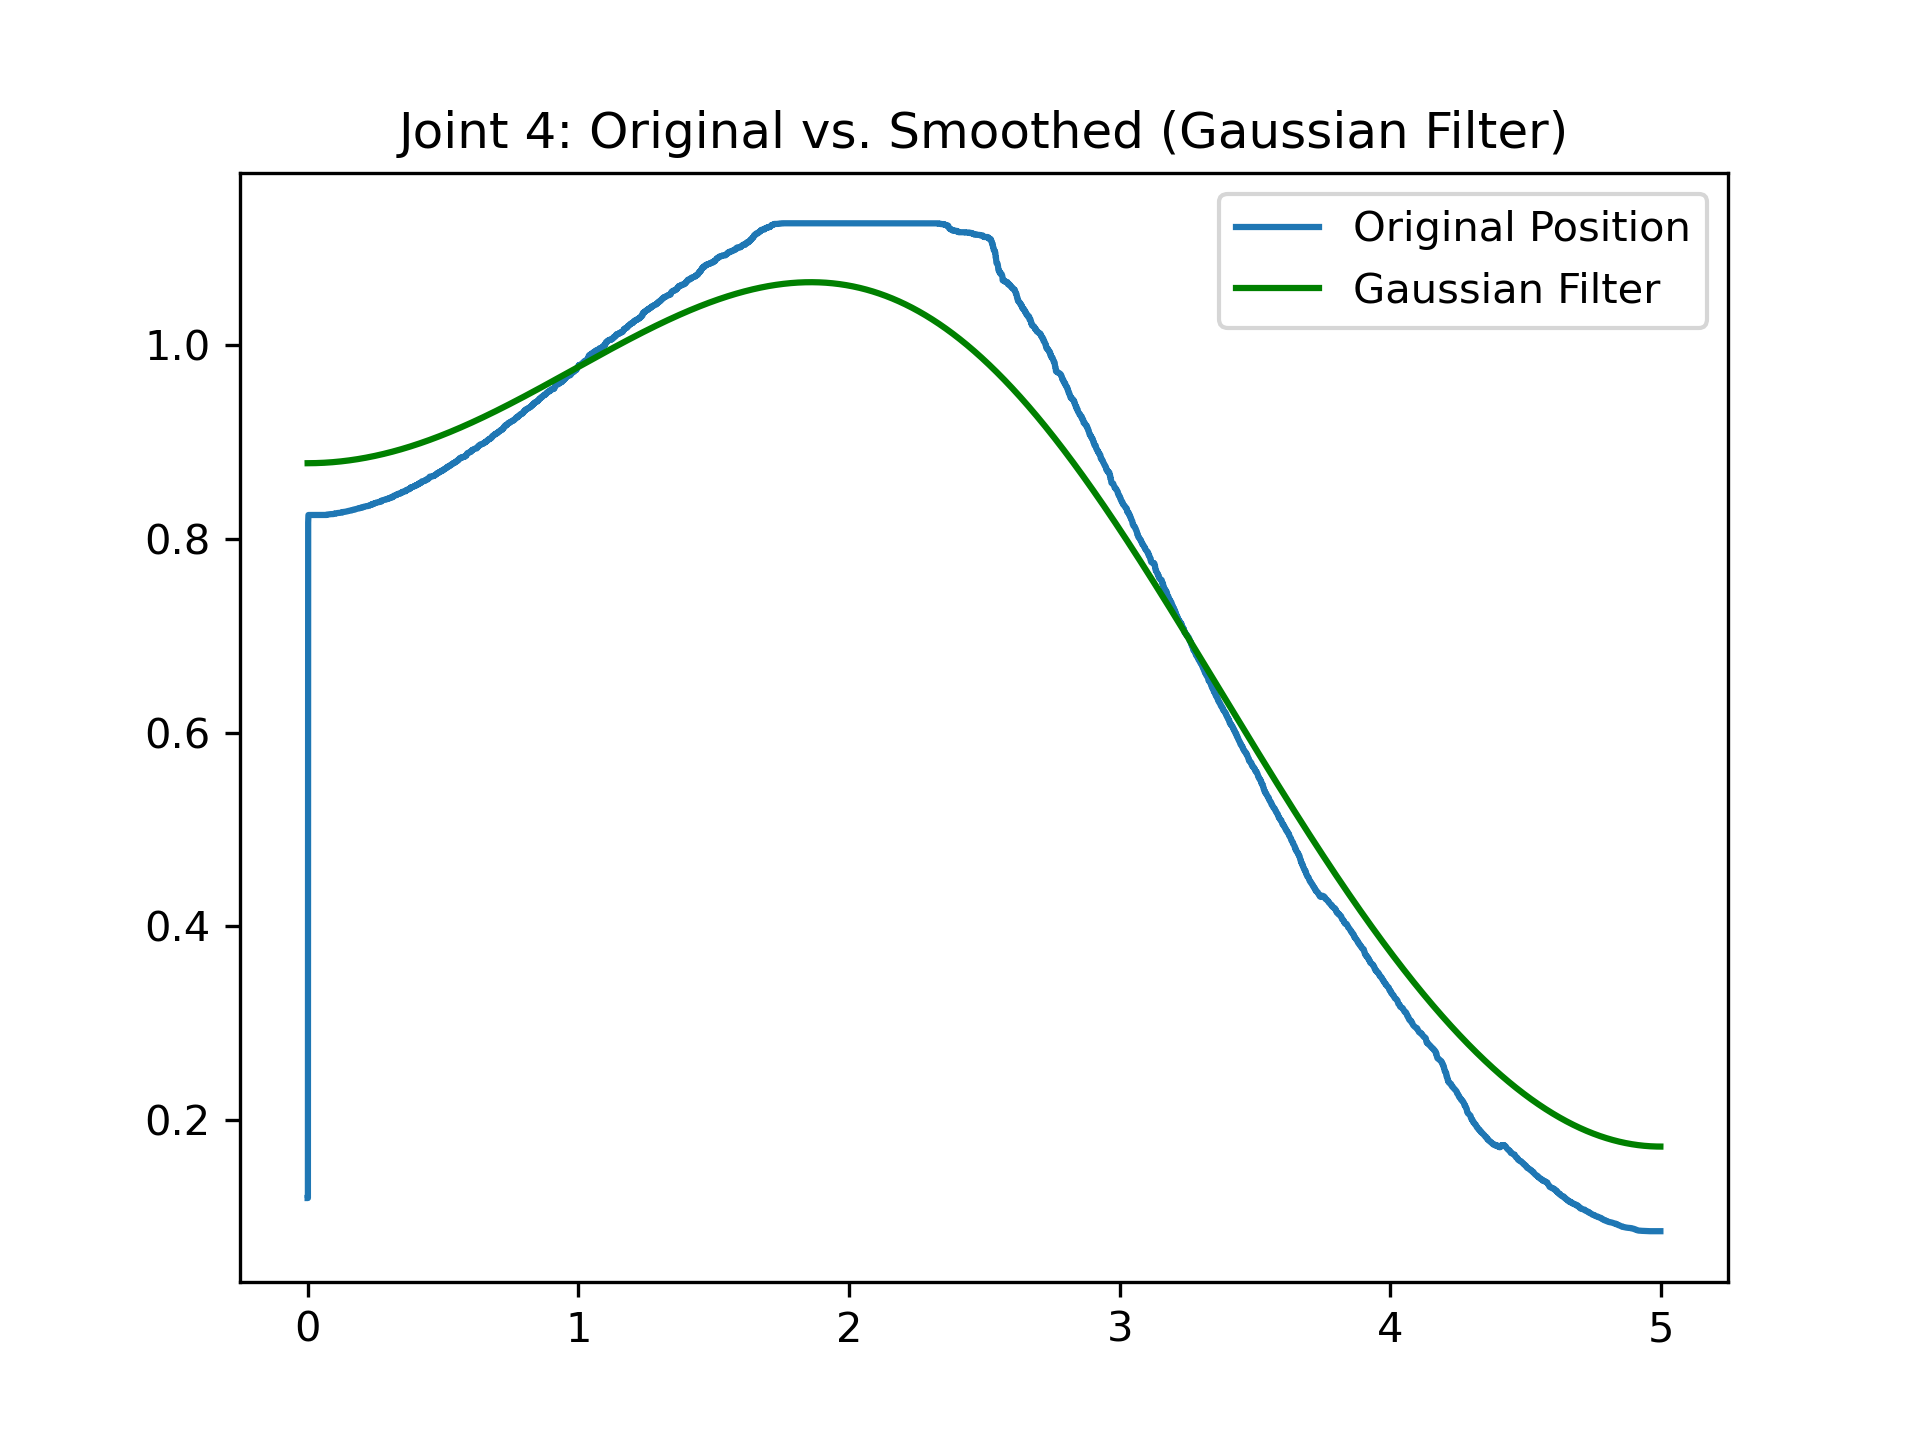 Joint 4: Original vs. Smoothed (Gaussian Filter)
Original Position
Gaussian Filter
1.0
0.8
0.6
0.4
0.2
0 1 2 3 4 5